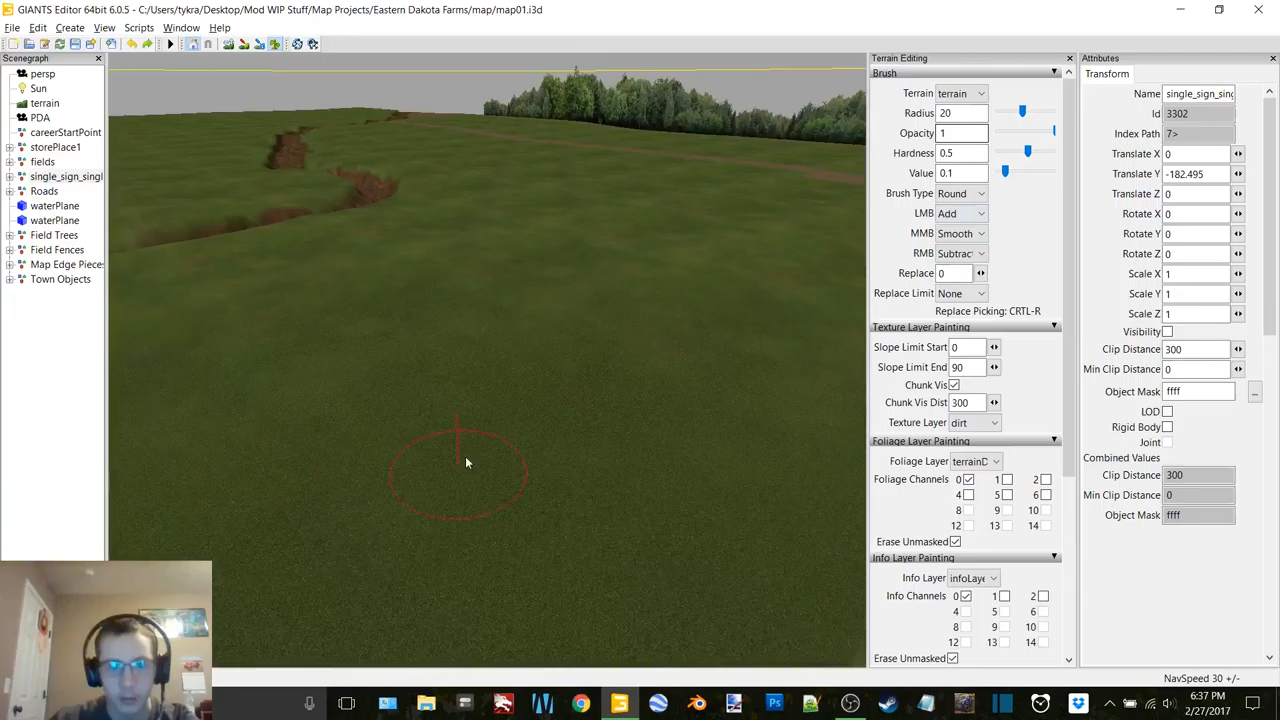 GIANTS Editor 64bit 6.0.5 - C:/Users/tykra/Desktop/Mod WIP Stuff/Map Projects/Eastern Dakota Farms/map/map01.i3d
File Edit Create View Scripts Window Help
Scenegraph
persp
Sun
terrain
PDA
careerStartPoint
storePlace1
fields
single_sign_singl
Roads
waterPlane
waterPlane
Field Trees
Field Fences
Map Edge Pieces
Town Objects
Terrain Editing
Brush
Terrain terrain
Radius 20
Opacity 1
Hardness 0.5
Value 0.1
Brush Type Round
LMB Add
MMB Smooth
RMB Subtrac
Replace 0
Replace Limit None
Replace Picking: CRTL-R
Texture Layer Painting
Slope Limit Start 0
Slope Limit End 90
Chunk Vis
Chunk Vis Dist 300
Texture Layer dirt
Foliage Layer Painting
Foliage Layer terrainD
Foliage Channels 0 1 2
4 5 6
8 9 10
12 13 14
Erase Unmasked
Info Layer Painting
Info Layer infoLaye
Info Channels 0 1 2
4 5 6
8 9 10
12 13 14
Erase Unmasked
Attributes
Transform
Name single_sign_sing
Id 3302
Index Path 7>
Translate X 0
Translate Y -182.495
Translate Z 0
Rotate X 0
Rotate Y 0
Rotate Z 0
Scale X 1
Scale Y 1
Scale Z 1
Visibility
Clip Distance 300
Min Clip Distance 0
Object Mask ffff
...
LOD
Rigid Body
Joint
Combined Values
Clip Distance 300
Min Clip Distance 0
Object Mask ffff
NavSpeed 30 +/-
6:37 PM
2/27/2017